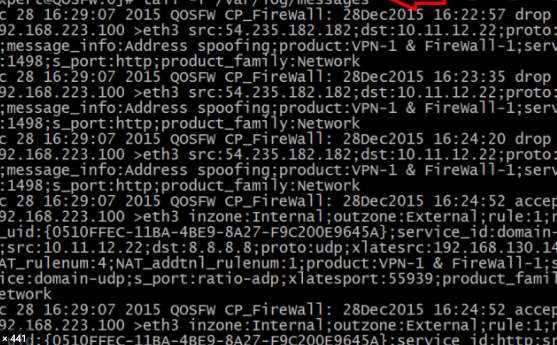 xpert@QOSFW:0]# tail -f /var/log/messages
c 28 16:29:07 2015 QOSFW CP_FireWall: 28Dec2015 16:22:57 drop
92.168.223.100 >eth3 src:54.235.182.182;dst:10.11.12.22;proto:
;message_info:Address spoofing;product:VPN-1 & FireWall-1;serv
:1498;s_port:http;product_family:Network
c 28 16:29:07 2015 QOSFW CP_FireWall: 28Dec2015 16:23:35 drop
92.168.223.100 >eth3 src:54.235.182.182;dst:10.11.12.22;proto:
;message_info:Address spoofing;product:VPN-1 & FireWall-1;serv
:1498;s_port:http;product_family:Network
c 28 16:29:07 2015 QOSFW CP_FireWall: 28Dec2015 16:24:20 drop
92.168.223.100 >eth3 src:54.235.182.182;dst:10.11.12.22;proto:
;message_info:Address spoofing;product:VPN-1 & FireWall-1;serv
:1498;s_port:http;product_family:Network
c 28 16:29:07 2015 QOSFW CP_FireWall: 28Dec2015 16:24:52 accep
92.168.223.100 >eth3 inzone:Internal;outzone:External;rule:1;r
_uid:{0510FFEC-11BA-4BE9-8A27-F9C200E9645A};service_id:domain-
;src:10.11.12.22;dst:8.8.8.8;proto:udp;xlatesrc:192.168.130.14
AT_rulenum:4;NAT_addtnl_rulenum:1;product:VPN-1 & FireWall-1;s
ice:domain-udp;s_port:ratio-adp;xlatesport:55939;product_famil
etwork
c 28 16:29:07 2015 QOSFW CP_FireWall: 28Dec2015 16:24:52 accep
92.168.223.100 >eth3 inzone:Internal;outzone:External;rule:1;r
_uid:{0510FFEC-11BA-4BE9-8A27-F9C200E9645A};service_id:http;s
× 441